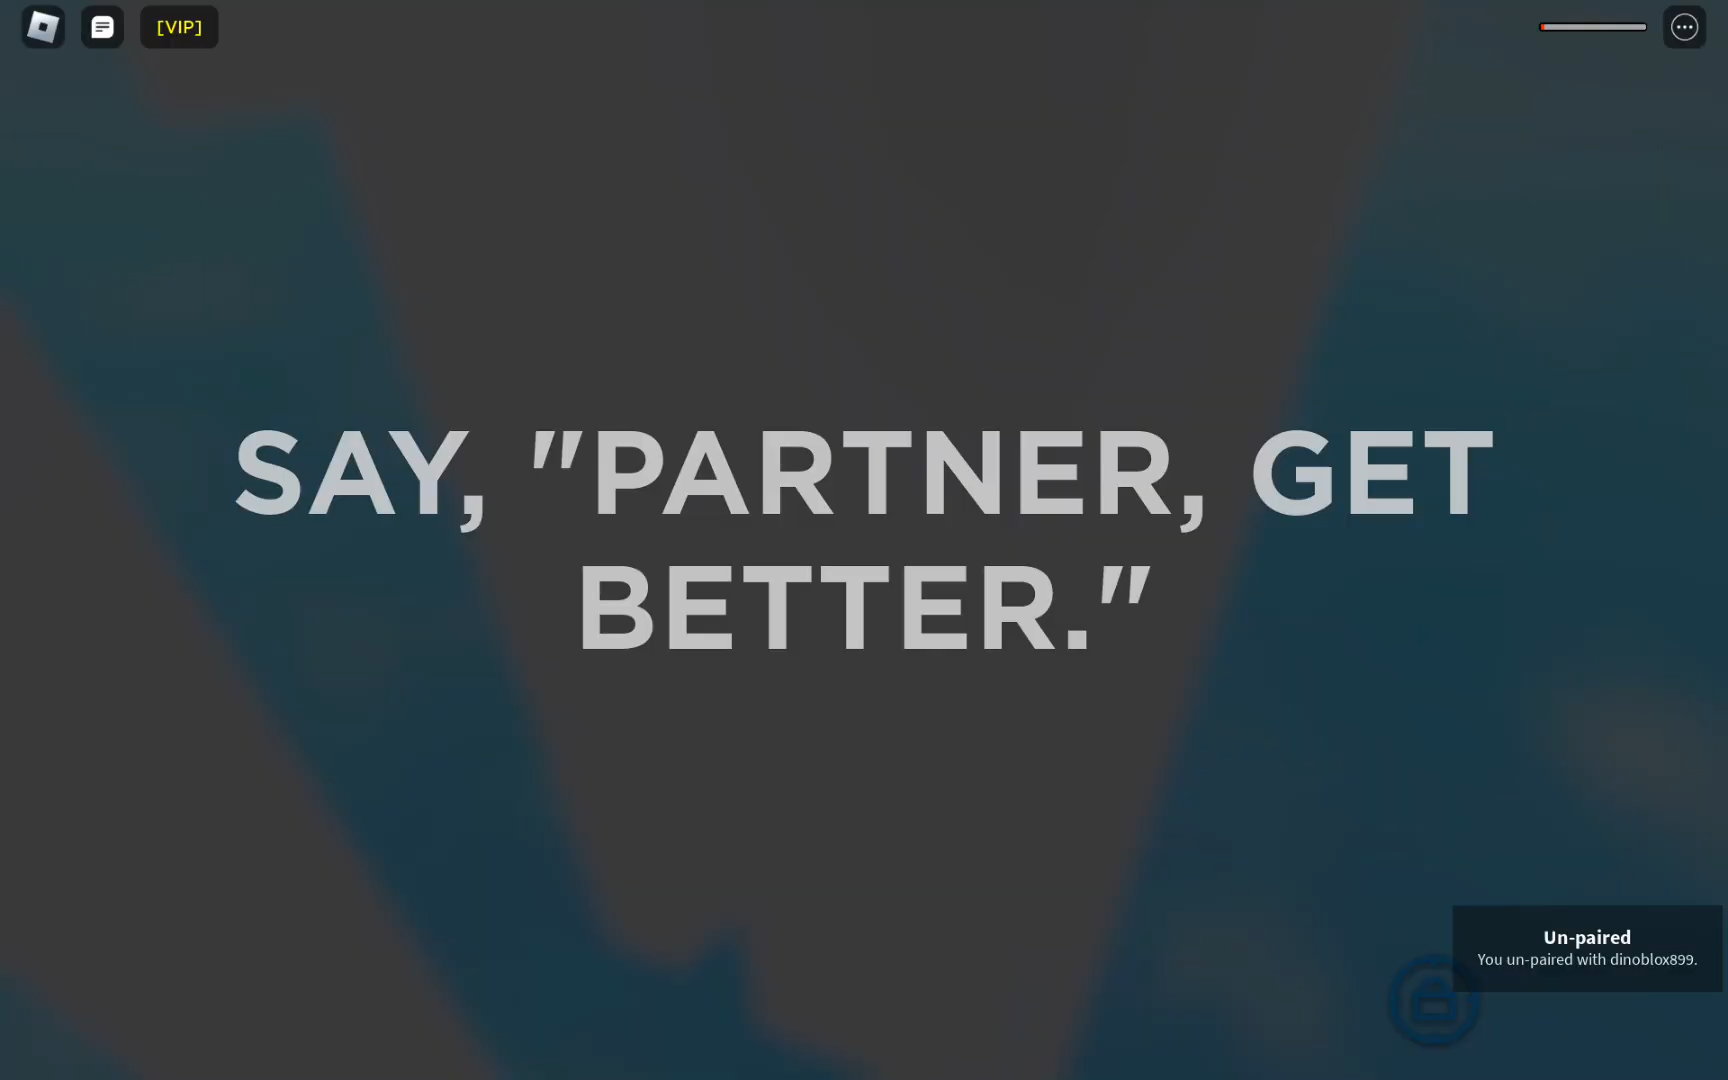 [VIP]
SAY, "PARTNER, GET
BETTER."
Un-paired
You un-paired with dinoblox899.